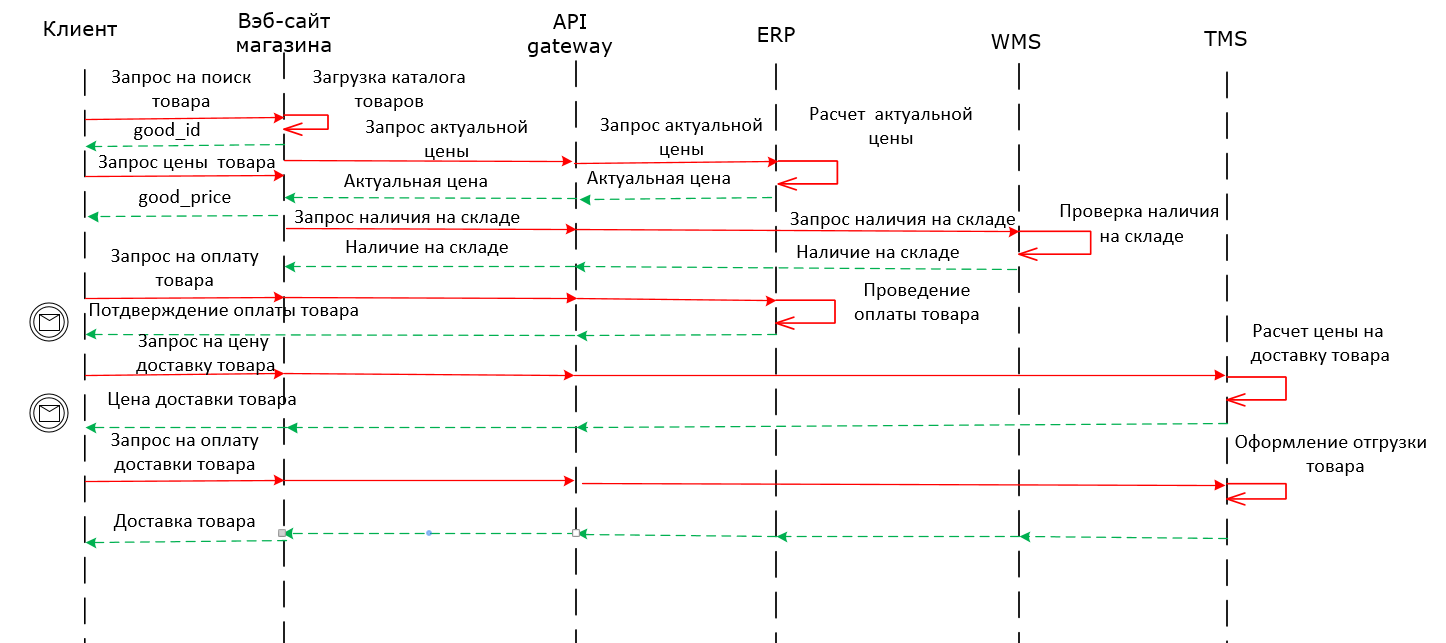 Клиент
Вэб-сайт
магазина
API
gateway
ERP
WMS
TMS
Запрос на поиск
товара
Загрузка каталога
товаров
good_id
Запрос актуальной
цены
Запрос актуальной
цены
Расчет актуальной
цены
Запрос цены товара
Актуальная цена
Актуальная цена
good_price
Запрос наличия на складе
Запрос наличия на складе
Проверка наличия
на складе
Наличие на складе
Наличие на складе
Запрос на оплату
товара
Проведение
оплаты товара
Потдверждение оплаты товара
Запрос на цену
доставку товара
Расчет цены на
доставку товара
Цена доставки товара
Запрос на оплату
доставки товара
Оформление отгрузки
товара
Доставка товара